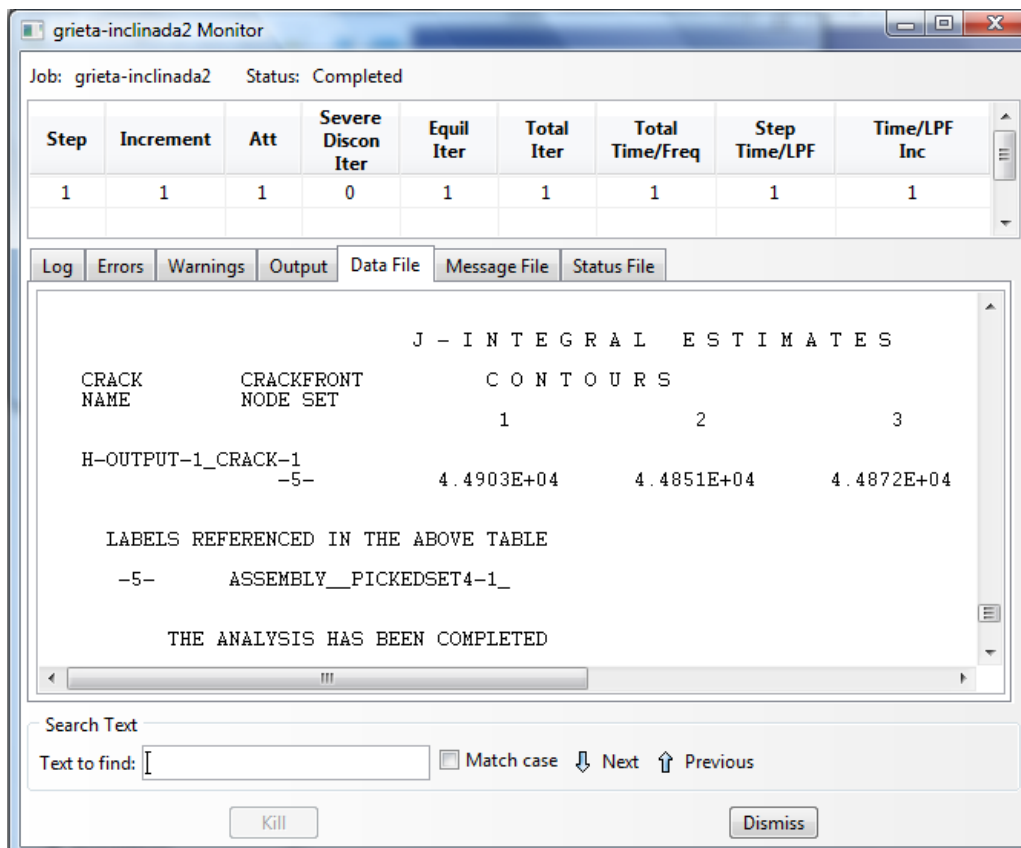 grieta-inclinada2 Monitor
Job: grieta-inclinada2 Status: Completed
Step Increment Att Severe Discon Iter Equil Iter Total Iter Total Time/Freq Step Time/LPF Time/LPF Inc
1 1 1 0 1 1 1 1 1
Log Errors Warnings Output Data File Message File Status File
J - I N T E G R A L   E S T I M A T E S
CRACK CRACKFRONT C O N T O U R S
NAME NODE SET
1 2 3
H-OUTPUT-1_CRACK-1
-5- 4.4903E+04 4.4851E+04 4.4872E+04
LABELS REFERENCED IN THE ABOVE TABLE
-5- ASSEMBLY__PICKEDSET4-1_
THE ANALYSIS HAS BEEN COMPLETED
Search Text
Text to find: Match case Next Previous
Kill Dismiss